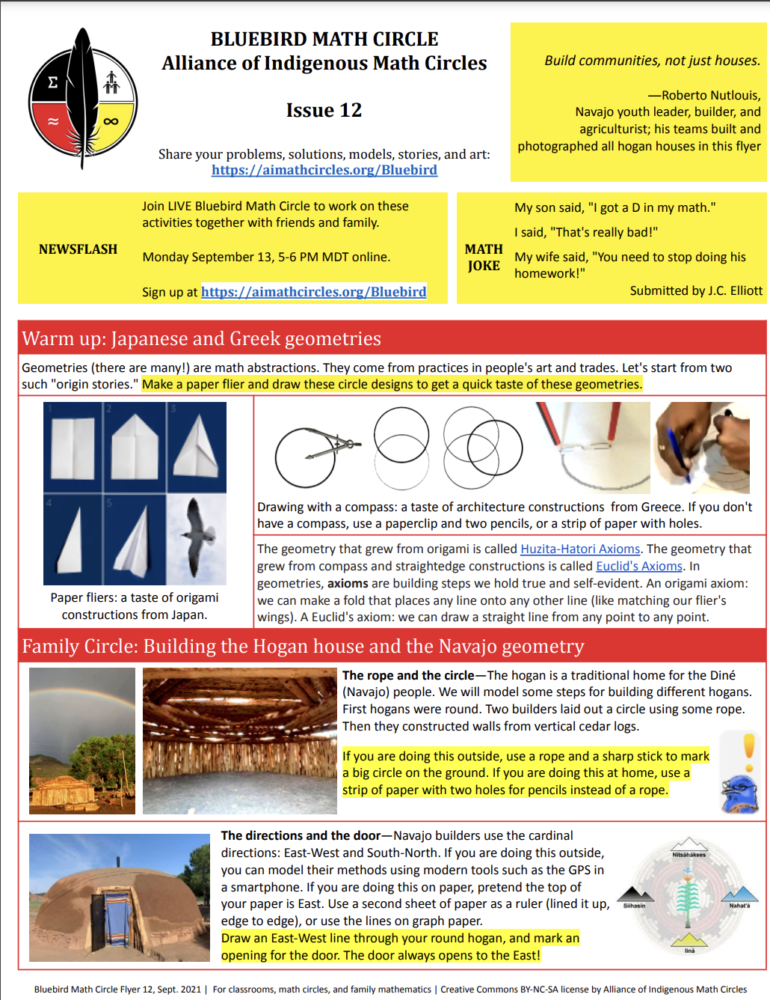 BLUEBIRD MATH CIRCLE
Alliance of Indigenous Math Circles
Issue 12
Share your problems, solutions, models, stories, and art:
https://aimathcircles.org/Bluebird
Σ
≈
∞
Build communities, not just houses.
—Roberto Nutlouis,
Navajo youth leader, builder, and
agriculturist; his teams built and
photographed all hogan houses in this flyer
NEWSFLASH
Join LIVE Bluebird Math Circle to work on these
activities together with friends and family.
Monday September 13, 5-6 PM MDT online.
Sign up at https://aimathcircles.org/Bluebird
MATH
JOKE
My son said, "I got a D in my math."
I said, "That's really bad!"
My wife said, "You need to stop doing his
homework!"
Submitted by J.C. Elliott
Warm up: Japanese and Greek geometries
Geometries (there are many!) are math abstractions. They come from practices in people's art and trades. Let's start from two
such "origin stories." Make a paper flier and draw these circle designs to get a quick taste of these geometries.
1
2
3
4
5
Paper fliers: a taste of origami
constructions from Japan.
Drawing with a compass: a taste of architecture constructions from Greece. If you don't
have a compass, use a paperclip and two pencils, or a strip of paper with holes.
The geometry that grew from origami is called Huzita-Hatori Axioms. The geometry that
grew from compass and straightedge constructions is called Euclid's Axioms. In
geometries, axioms are building steps we hold true and self-evident. An origami axiom:
we can make a fold that places any line onto any other line (like matching our flier's
wings). A Euclid's axiom: we can draw a straight line from any point to any point.
Family Circle: Building the Hogan house and the Navajo geometry
The rope and the circle—The hogan is a traditional home for the Diné
(Navajo) people. We will model some steps for building different hogans.
First hogans were round. Two builders laid out a circle using some rope.
Then they constructed walls from vertical cedar logs.
If you are doing this outside, use a rope and a sharp stick to mark
a big circle on the ground. If you are doing this at home, use a
strip of paper with two holes for pencils instead of a rope.
The directions and the door—Navajo builders use the cardinal
directions: East-West and South-North. If you are doing this outside,
you can model their methods using modern tools such as the GPS in
a smartphone. If you are doing this on paper, pretend the top of
your paper is East. Use a second sheet of paper as a ruler (lined it up,
edge to edge), or use the lines on graph paper.
Draw an East-West line through your round hogan, and mark an
opening for the door. The door always opens to the East!
Nitsáhákees
Siihasin
Nahat'á
Iiná
Bluebird Math Circle Flyer 12, Sept. 2021 | For classrooms, math circles, and family mathematics | Creative Commons BY-NC-SA license by Alliance of Indigenous Math Circles